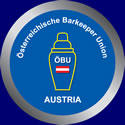 Österreichische Barkeeper Union
ÖBU
AUSTRIA